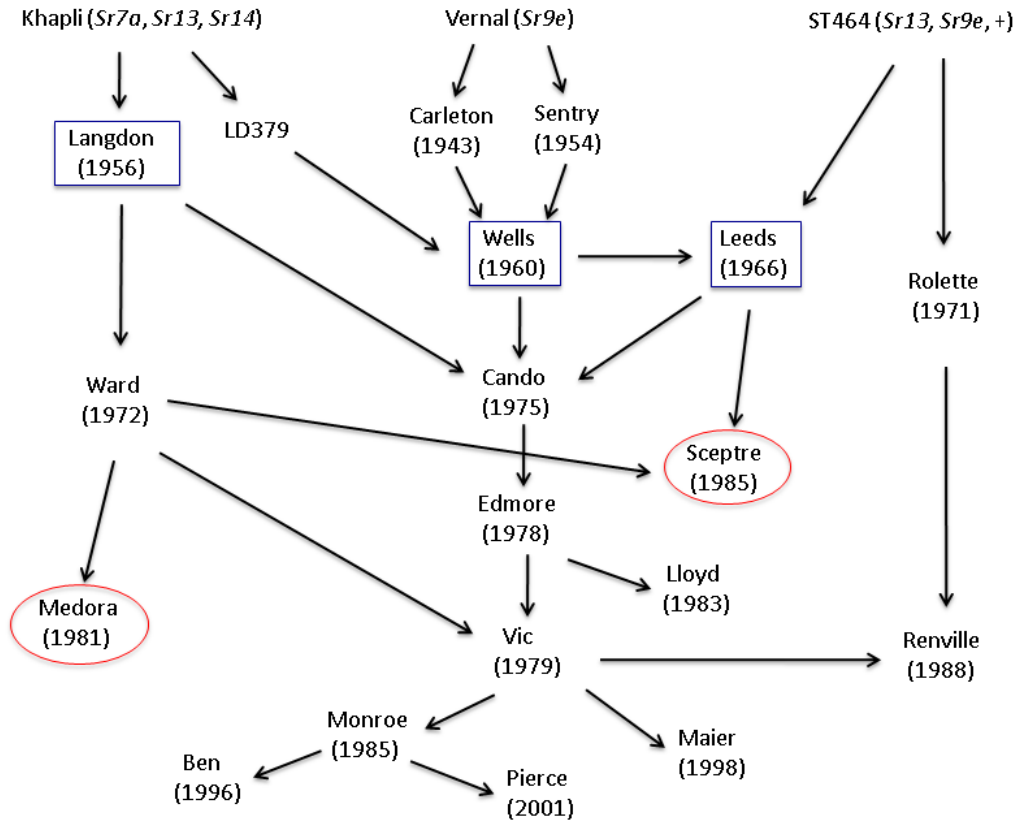 Khapli (Sr7a, Sr13, Sr14)
Vernal (Sr9e)
ST464 (Sr13, Sr9e, +)
Langdon
(1956)
LD379
Carleton
(1943)
Sentry
(1954)
Wells
(1960)
Leeds
(1966)
Rolette
(1971)
Ward
(1972)
Cando
(1975)
Sceptre
(1985)
Edmore
(1978)
Lloyd
(1983)
Medora
(1981)
Vic
(1979)
Renville
(1988)
Monroe
(1985)
Maier
(1998)
Ben
(1996)
Pierce
(2001)